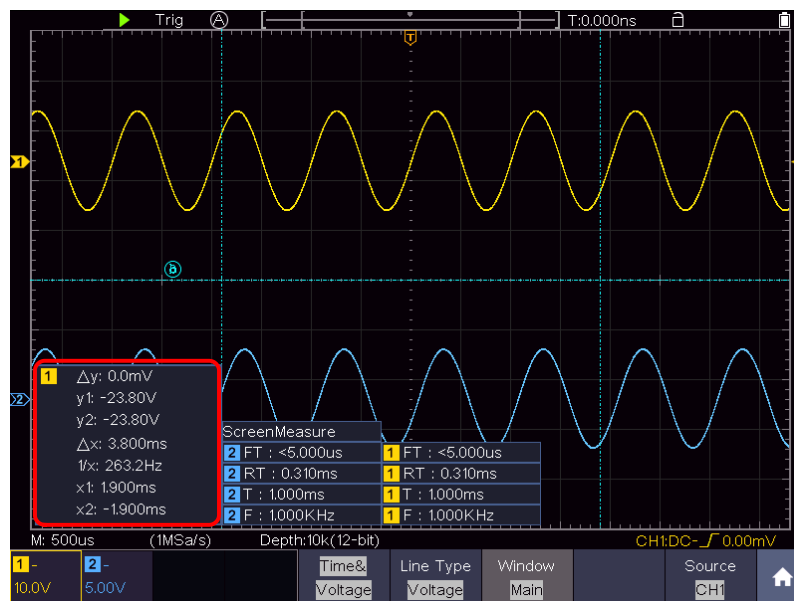 Trig A T:0.000ns
T
1
a
b
2
1 △y: 0.0mV
y1: -23.80V
y2: -23.80V
△x: 3.800ms
1/x: 263.2Hz
x1: 1.900ms
x2: -1.900ms
ScreenMeasure
2 FT : <5.000us 1 FT : <5.000us
2 RT : 0.310ms 1 RT : 0.310ms
2 T : 1.000ms 1 T : 1.000ms
2 F : 1.000KHz 1 F : 1.000KHz
M: 500us (1MSa/s) Depth:10k(12-bit) CH1:DC- 0.00mV
1 - 2 - Time& Line Type Window Source
10.0V 5.00V Voltage Voltage Main CH1